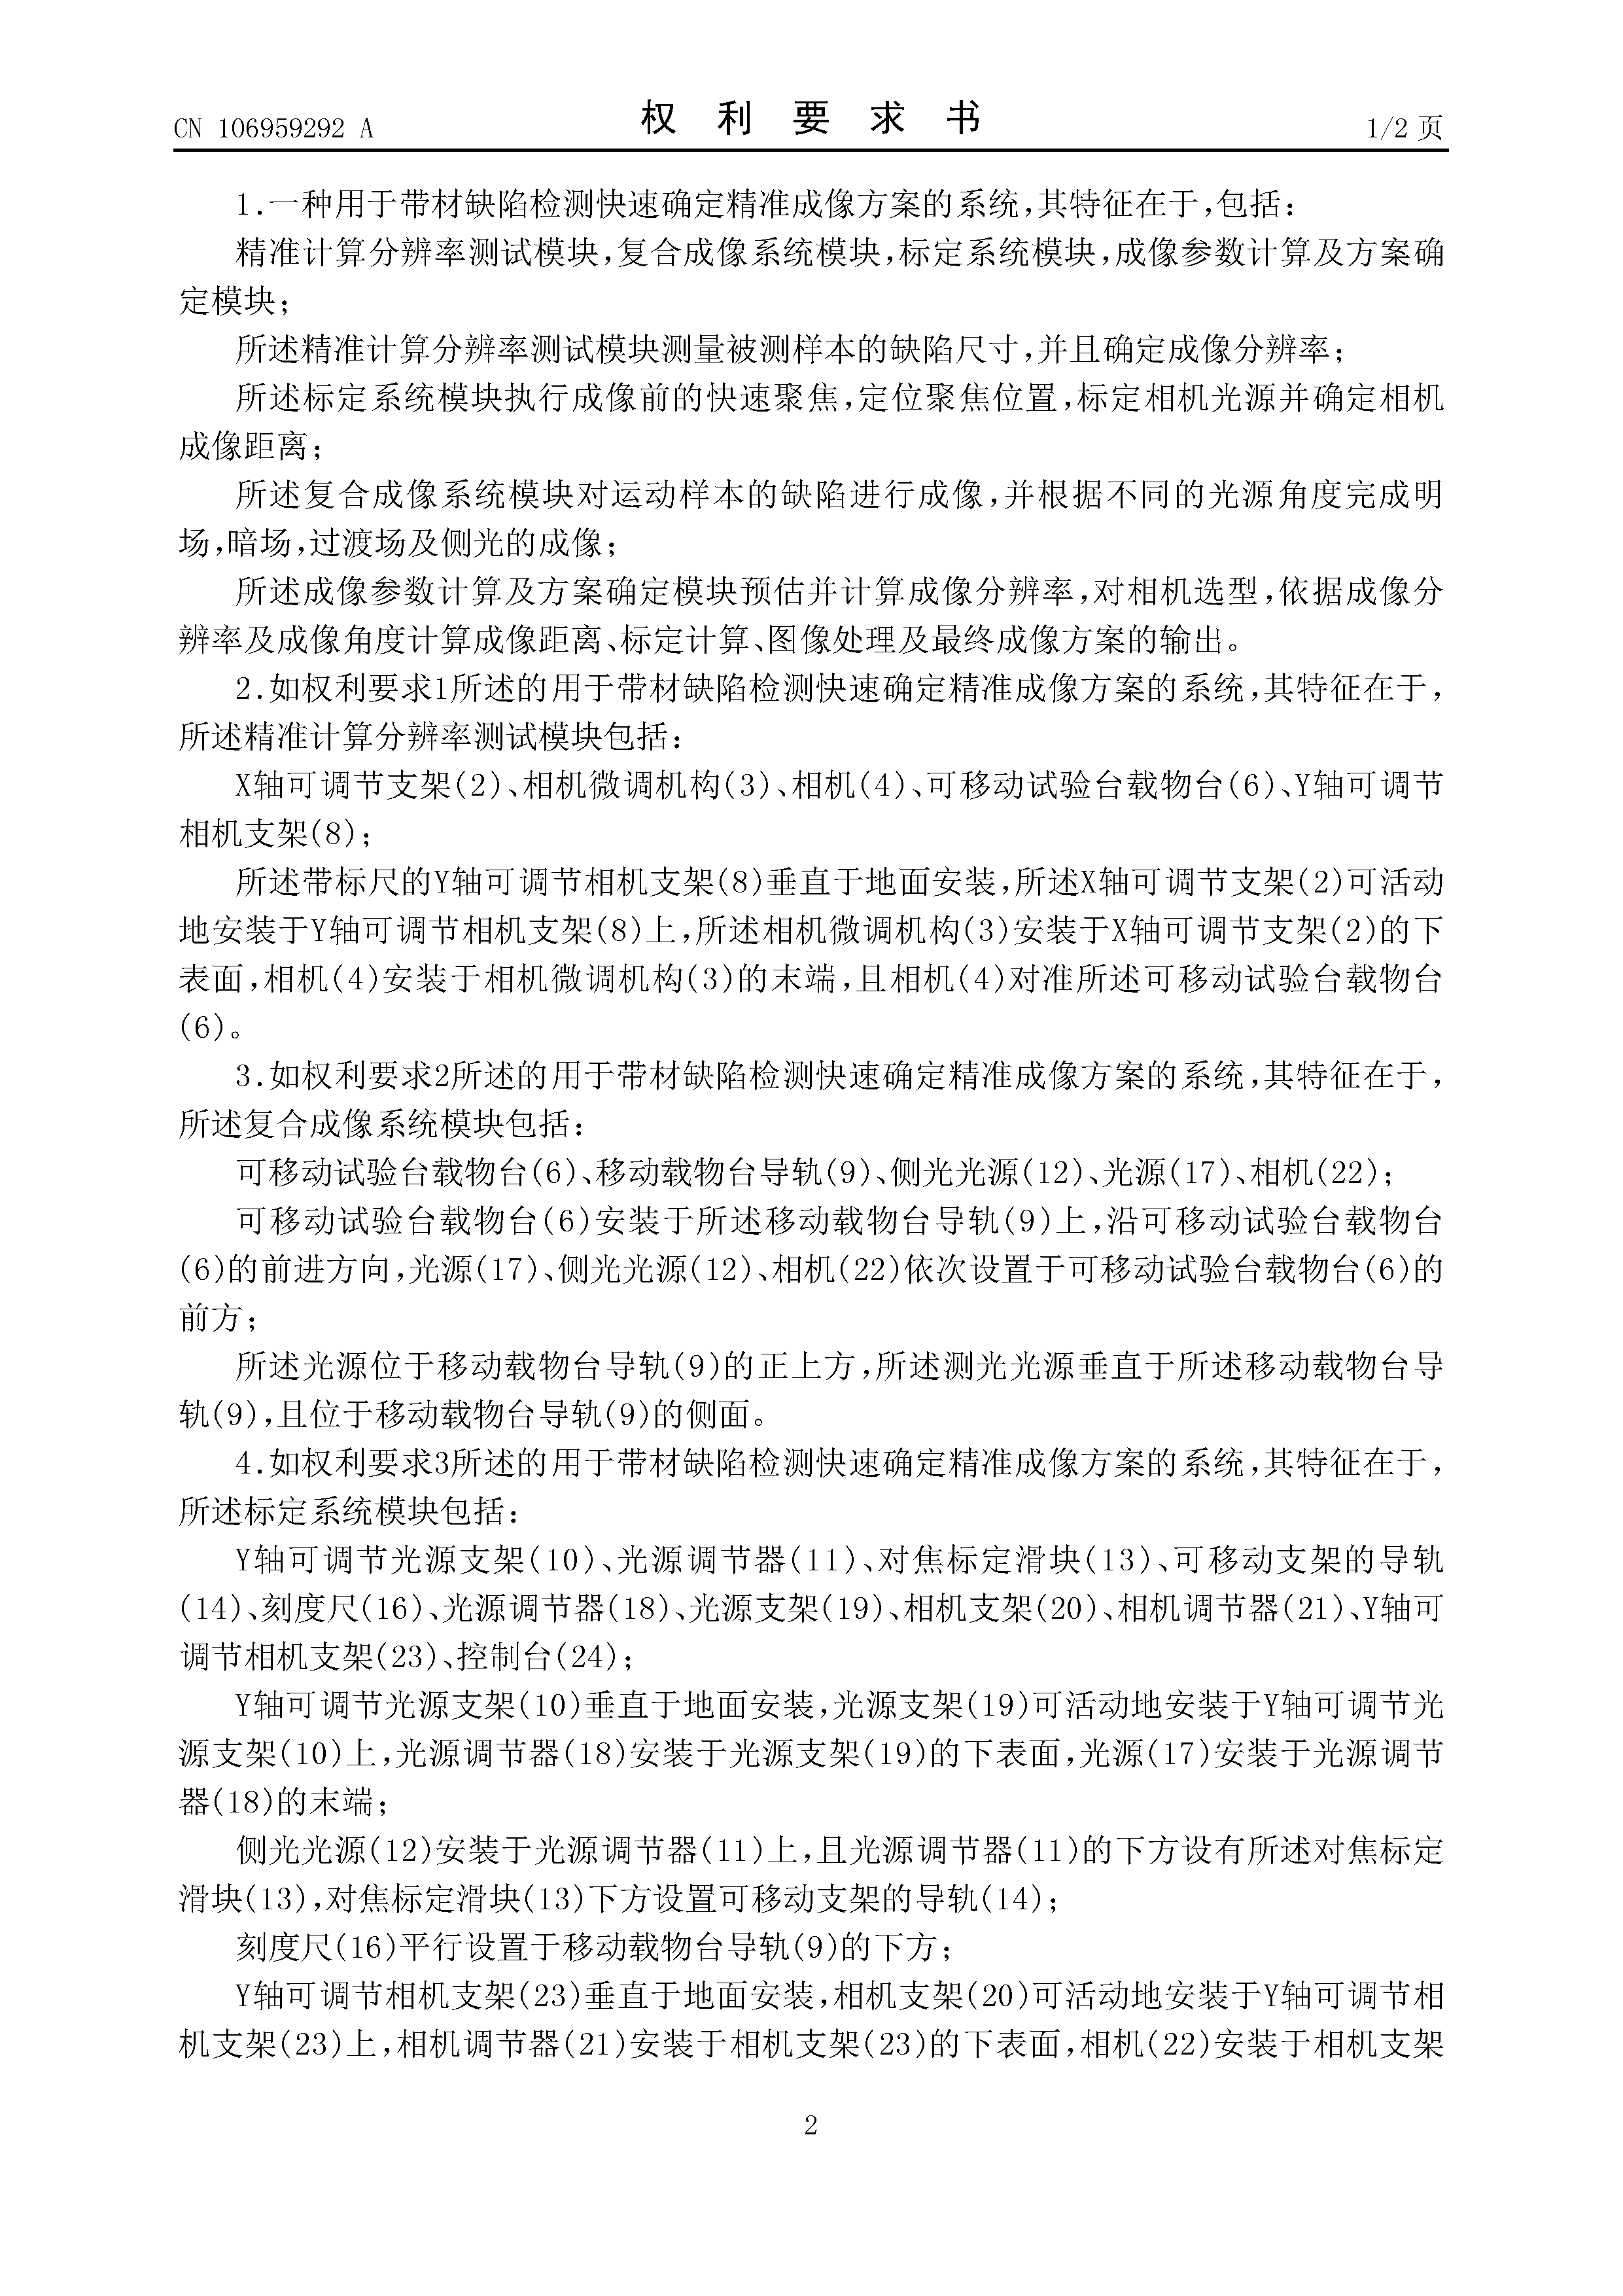 CN 106959292 A
权利要求书
1/2 页
1.一种用于带材缺陷检测快速确定精准成像方案的系统,其特征在于,包括:
精准计算分辨率测试模块,复合成像系统模块,标定系统模块,成像参数计算及方案确
定模块;
所述精准计算分辨率测试模块测量被测样本的缺陷尺寸,并且确定成像分辨率;
所述标定系统模块执行成像前的快速聚焦,定位聚焦位置,标定相机光源并确定相机
成像距离;
所述复合成像系统模块对运动样本的缺陷进行成像,并根据不同的光源角度完成明
场,暗场,过渡场及侧光的成像;
所述成像参数计算及方案确定模块预估并计算成像分辨率,对相机选型,依据成像分
辨率及成像角度计算成像距离、标定计算、图像处理及最终成像方案的输出。
2.如权利要求1所述的用于带材缺陷检测快速确定精准成像方案的系统,其特征在于,
所述精准计算分辨率测试模块包括:
X轴可调节支架(2)、相机微调机构(3)、相机(4)、可移动试验台载物台(6)、Y轴可调节
相机支架(8);
所述带标尺的Y轴可调节相机支架(8)垂直于地面安装,所述X轴可调节支架(2)可活动
地安装于Y轴可调节相机支架(8)上,所述相机微调机构(3)安装于X轴可调节支架(2)的下
表面,相机(4)安装于相机微调机构(3)的末端,且相机(4)对准所述可移动试验台载物台
(6)。
3.如权利要求2所述的用于带材缺陷检测快速确定精准成像方案的系统,其特征在于,
所述复合成像系统模块包括:
可移动试验台载物台(6)、移动载物台导轨(9)、侧光光源(12)、光源(17)、相机(22);
可移动试验台载物台(6)安装于所述移动载物台导轨(9)上,沿可移动试验台载物台
(6)的前进方向,光源(17)、侧光光源(12)、相机(22)依次设置于可移动试验台载物台(6)的
前方;
所述光源位于移动载物台导轨(9)的正上方,所述测光光源垂直于所述移动载物台导
轨(9),且位于移动载物台导轨(9)的侧面。
4.如权利要求3所述的用于带材缺陷检测快速确定精准成像方案的系统,其特征在于,
所述标定系统模块包括:
Y轴可调节光源支架(10)、光源调节器(11)、对焦标定滑块(13)、可移动支架的导轨
(14)、刻度尺(16)、光源调节器(18)、光源支架(19)、相机支架(20)、相机调节器(21)、Y轴可
调节相机支架(23)、控制台(24);
Y轴可调节光源支架(10)垂直于地面安装,光源支架(19)可活动地安装于Y轴可调节光
源支架(10)上,光源调节器(18)安装于光源支架(19)的下表面,光源(17)安装于光源调节
器(18)的末端;
侧光光源(12)安装于光源调节器(11)上,且光源调节器(11)的下方设有所述对焦标定
滑块(13),对焦标定滑块(13)下方设置可移动支架的导轨(14);
刻度尺(16)平行设置于移动载物台导轨(9)的下方;
Y轴可调节相机支架(23)垂直于地面安装,相机支架(20)可活动地安装于Y轴可调节相
机支架(23)上,相机调节器(21)安装于相机支架(23)的下表面,相机(22)安装于相机支架
2